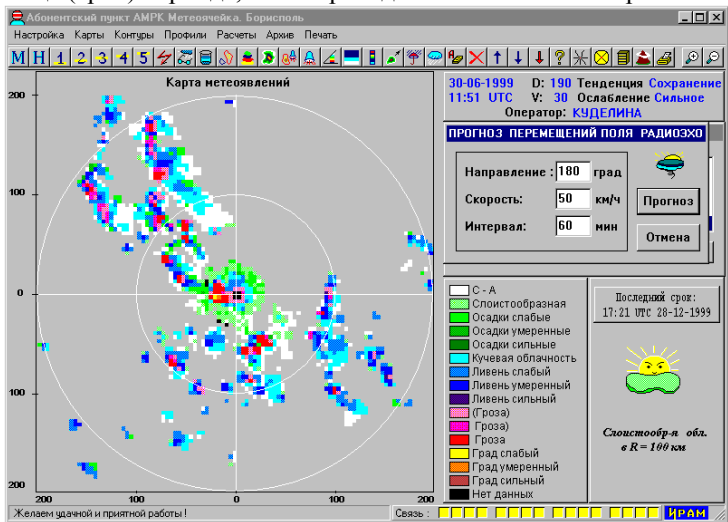 Абонентский пункт АМРК Метеоячейка. Борисполь
Настройка Карты Контуры Профили Расчеты Архив Печать
М Н 1 2 3 4 5
Карта метеоявлений
200
100
0
100
200
200 100 0 100 200
30-06-1999 D: 190 Тенденция Сохранение
11:51 UTC V: 30 Ослабление Сильное
Оператор: КУДЕЛИНА
ПРОГНОЗ ПЕРЕМЕЩЕНИЙ ПОЛЯ РАДИОЭХО
Направление : 180 град
Скорость: 50 км/ч
Интервал: 60 мин
Прогноз
Отмена
С - А
Слоистообразная
Осадки слабые
Осадки умеренные
Осадки сильные
Кучевая облачность
Ливень слабый
Ливень умеренный
Ливень сильный
(Гроза)
Гроза)
Гроза
Град слабый
Град умеренный
Град сильный
Нет данных
Последний срок:
17:21 UTC 28-12-1999
Слоистообр-я обл.
в R = 100 км
Желаем удачной и приятной работы !
Связь :
ИРАМ